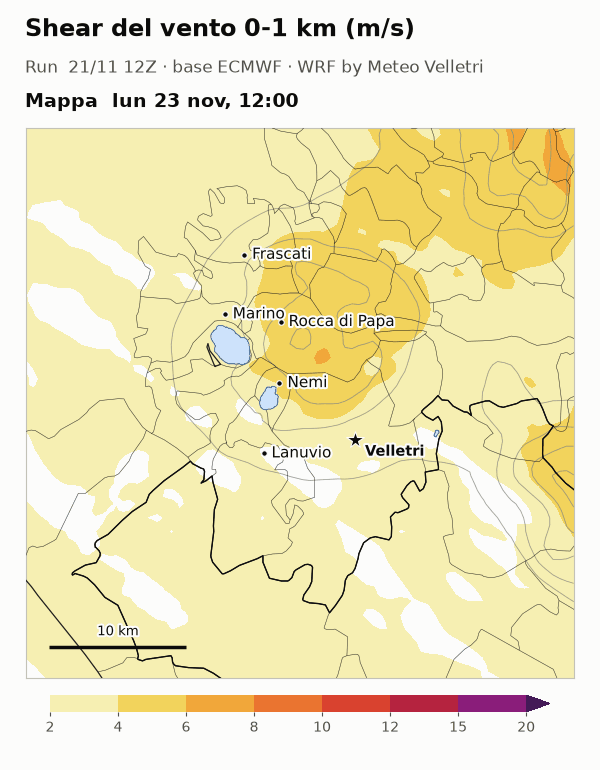 Shear del vento 0-1 km (m/s)
Run  21/11 12Z · base ECMWF · WRF by Meteo Velletri
Mappa  lun 23 nov, 12:00
Frascati
Marino
Rocca di Papa
Nemi
Velletri
Lanuvio
10 km
2 4 6 8 10 12 15 20